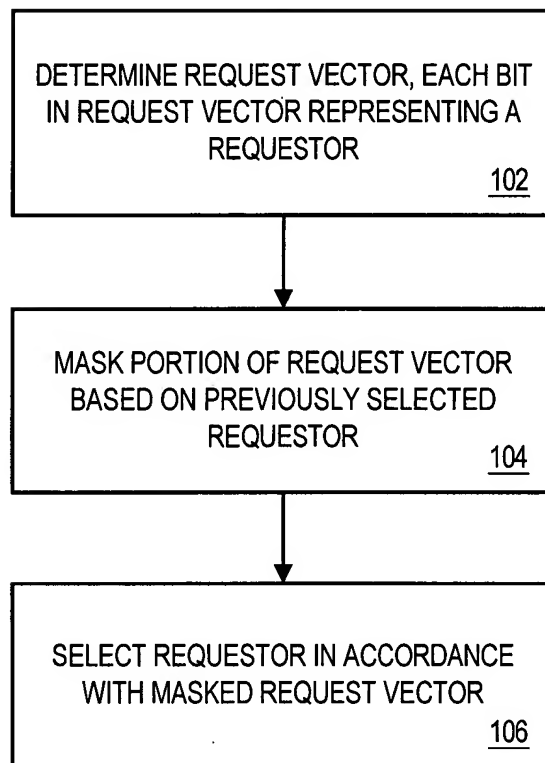 DETERMINE REQUEST VECTOR, EACH BIT
IN REQUEST VECTOR REPRESENTING A
REQUESTOR
102
MASK PORTION OF REQUEST VECTOR
BASED ON PREVIOUSLY SELECTED
REQUESTOR
104
SELECT REQUESTOR IN ACCORDANCE
WITH MASKED REQUEST VECTOR
106